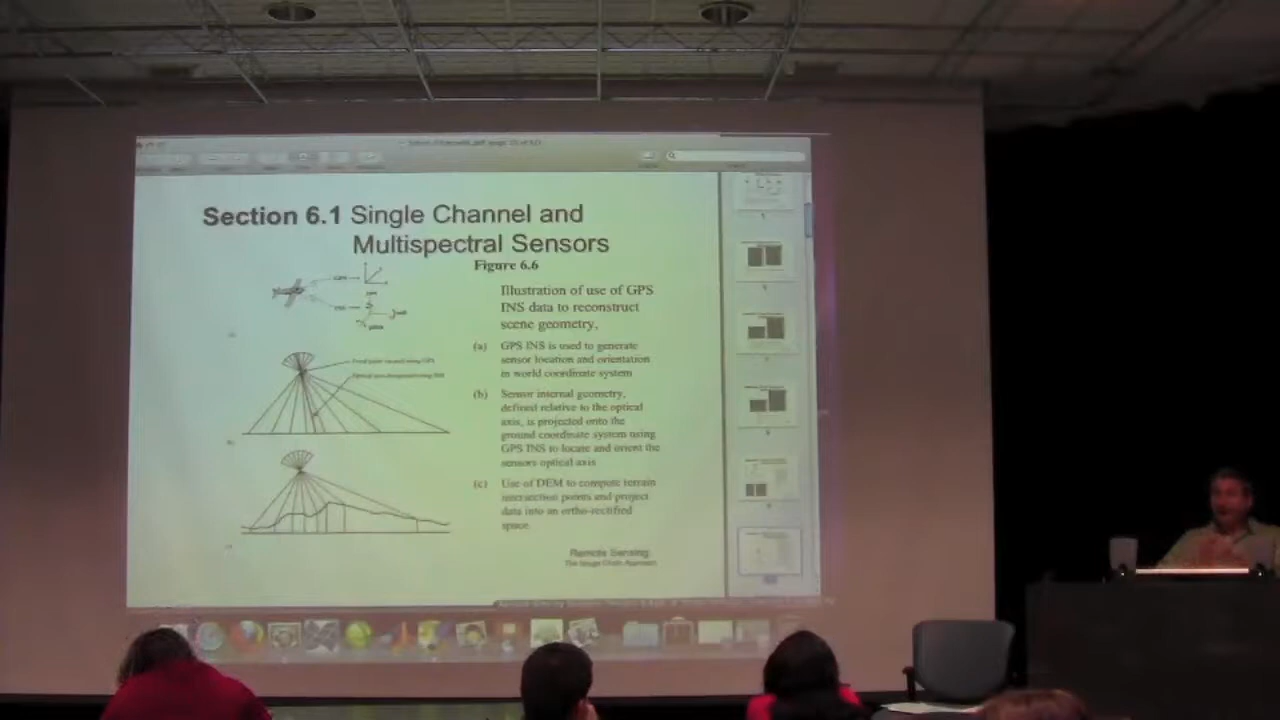 Section 6.1 Single Channel and
Multispectral Sensors
Figure 6.6
Illustration of use of GPS
INS data to reconstruct
scene geometry,
(a) GPS INS is used to generate
sensor location and orientation
in world coordinate system
(b) Sensor internal geometry,
defined relative to the optical
axis, is projected onto the
ground coordinate system using
GPS INS to locate and orient the
sensors optical axis
(c) Use of DEM to compute terrain
intersection points and project
data into an ortho-rectified
space
Remote Sensing:
The Image Chain Approach